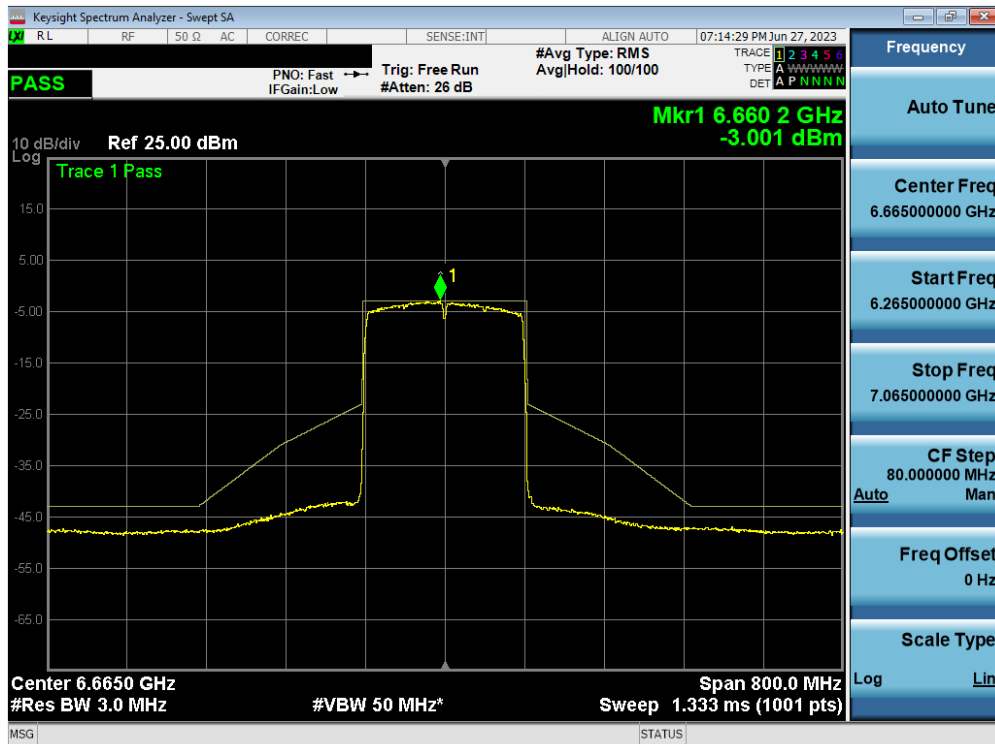 Keysight Spectrum Analyzer - Swept SA
LXI RL RF 50 Ω AC CORREC SENSE:INT ALIGN AUTO 07:14:29 PM Jun 27, 2023
PASS
PNO: Fast
IFGain:Low
Trig: Free Run
#Atten: 26 dB
#Avg Type: RMS
Avg|Hold: 100/100
TRACE 1 2 3 4 5 6
TYPE A WWWWW
DET A P N N N N
Mkr1 6.660 2 GHz
-3.001 dBm
10 dB/div Ref 25.00 dBm
Log
Trace 1 Pass
15.0
5.00
-5.00
-15.0
-25.0
-35.0
-45.0
-55.0
-65.0
1
Center 6.6650 GHz Span 800.0 MHz
#Res BW 3.0 MHz #VBW 50 MHz* Sweep 1.333 ms (1001 pts)
MSG STATUS
Frequency
Auto Tune
Center Freq
6.665000000 GHz
Start Freq
6.265000000 GHz
Stop Freq
7.065000000 GHz
CF Step
80.000000 MHz
Auto Man
Freq Offset
0 Hz
Scale Type
Log Lin